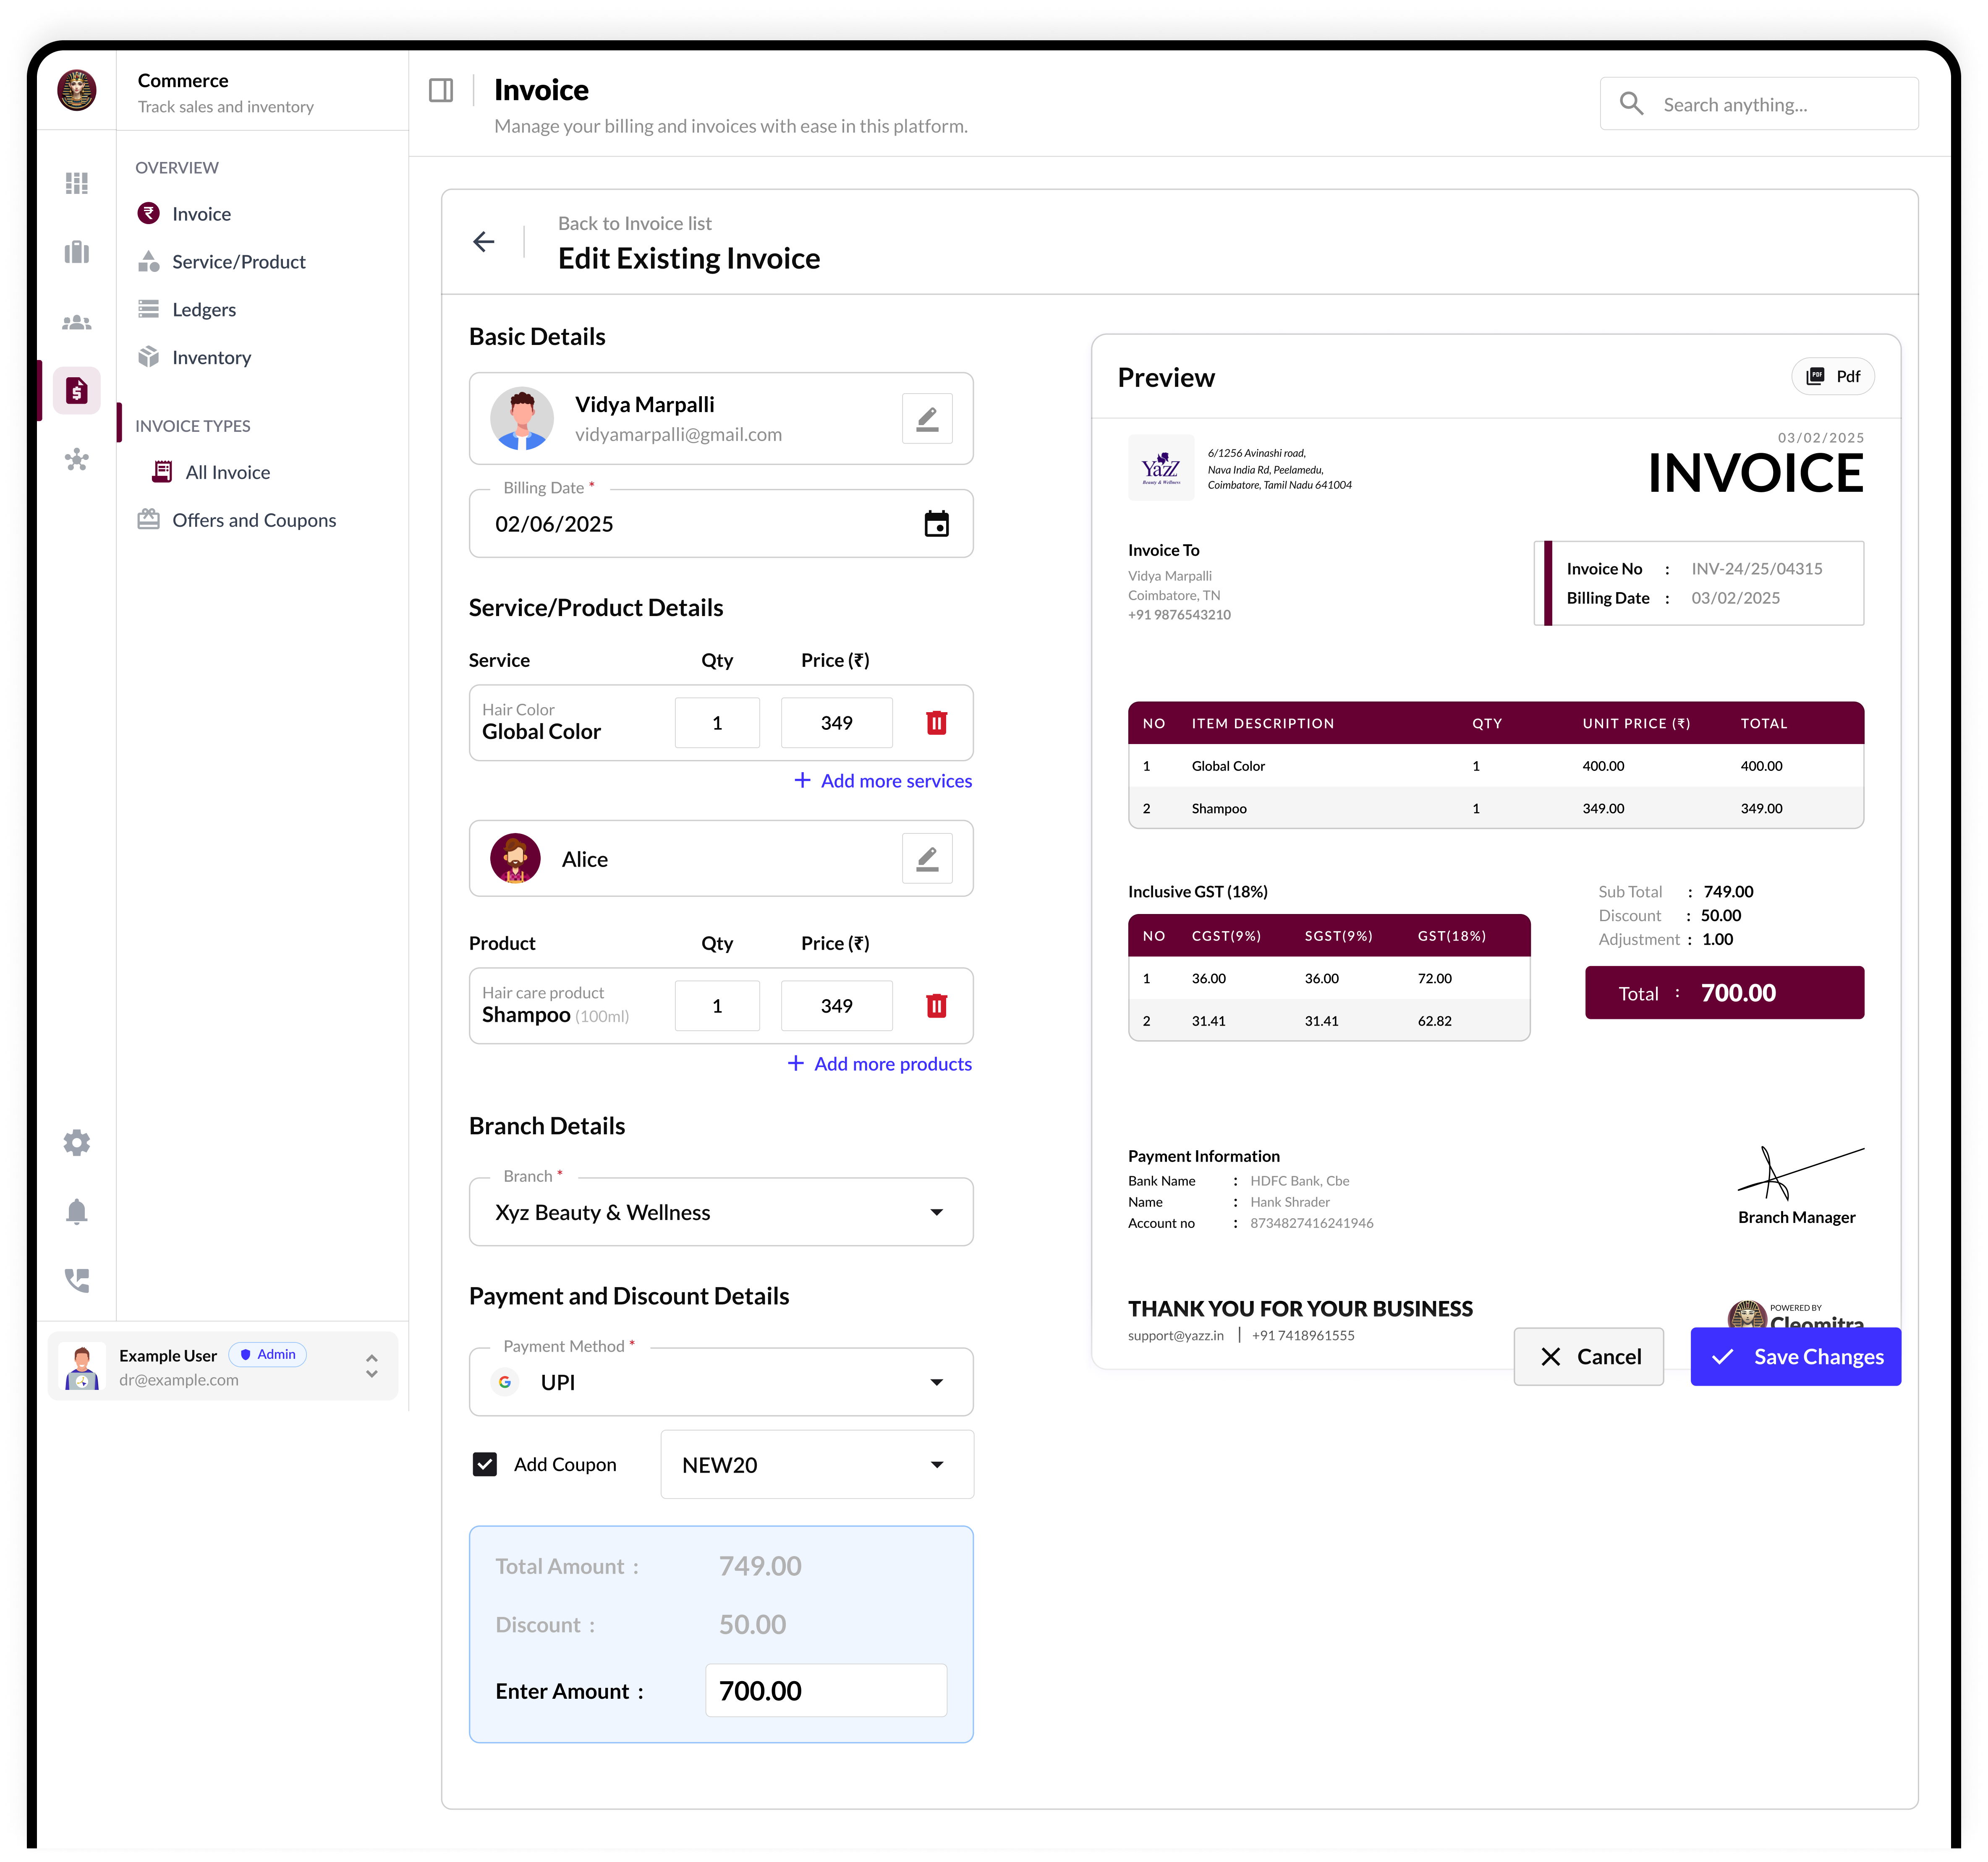 Commerce
Track sales and inventory
OVERVIEW
Invoice
Service/Product
Ledgers
Inventory
INVOICE TYPES
All Invoice
Offers and Coupons
Example User
Admin
dr@example.com
Invoice
Manage your billing and invoices with ease in this platform.
Search anything...
Back to Invoice list
Edit Existing Invoice
Basic Details
Vidya Marpalli
vidyamarpalli@gmail.com
Billing Date *
02/06/2025
Service/Product Details
Service Qty Price (₹)
Hair Color
Global Color
1 349
+ Add more services
Alice
Product Qty Price (₹)
Hair care product
Shampoo (100ml)
1 349
+ Add more products
Branch Details
Branch *
Xyz Beauty & Wellness
Payment and Discount Details
Payment Method *
UPI
Add Coupon
NEW20
Total Amount : 749.00
Discount : 50.00
Enter Amount : 700.00
Preview
PDF
Pdf
YazZ
Beauty & Wellness
6/1256 Avinashi road,
Nava India Rd, Peelamedu,
Coimbatore, Tamil Nadu 641004
03/02/2025
INVOICE
Invoice To
Vidya Marpalli
Coimbatore, TN
+91 9876543210
Invoice No : INV-24/25/04315
Billing Date : 03/02/2025
NO ITEM DESCRIPTION QTY UNIT PRICE (₹) TOTAL
1 Global Color 1 400.00 400.00
2 Shampoo 1 349.00 349.00
Inclusive GST (18%)
NO CGST(9%) SGST(9%) GST(18%)
1 36.00 36.00 72.00
2 31.41 31.41 62.82
Sub Total : 749.00
Discount : 50.00
Adjustment : 1.00
Total : 700.00
Payment Information
Bank Name : HDFC Bank, Cbe
Name : Hank Shrader
Account no : 8734827416241946
Branch Manager
THANK YOU FOR YOUR BUSINESS
support@yazz.in | +91 7418961555
POWERED BY
Cleomitra
Cancel
Save Changes